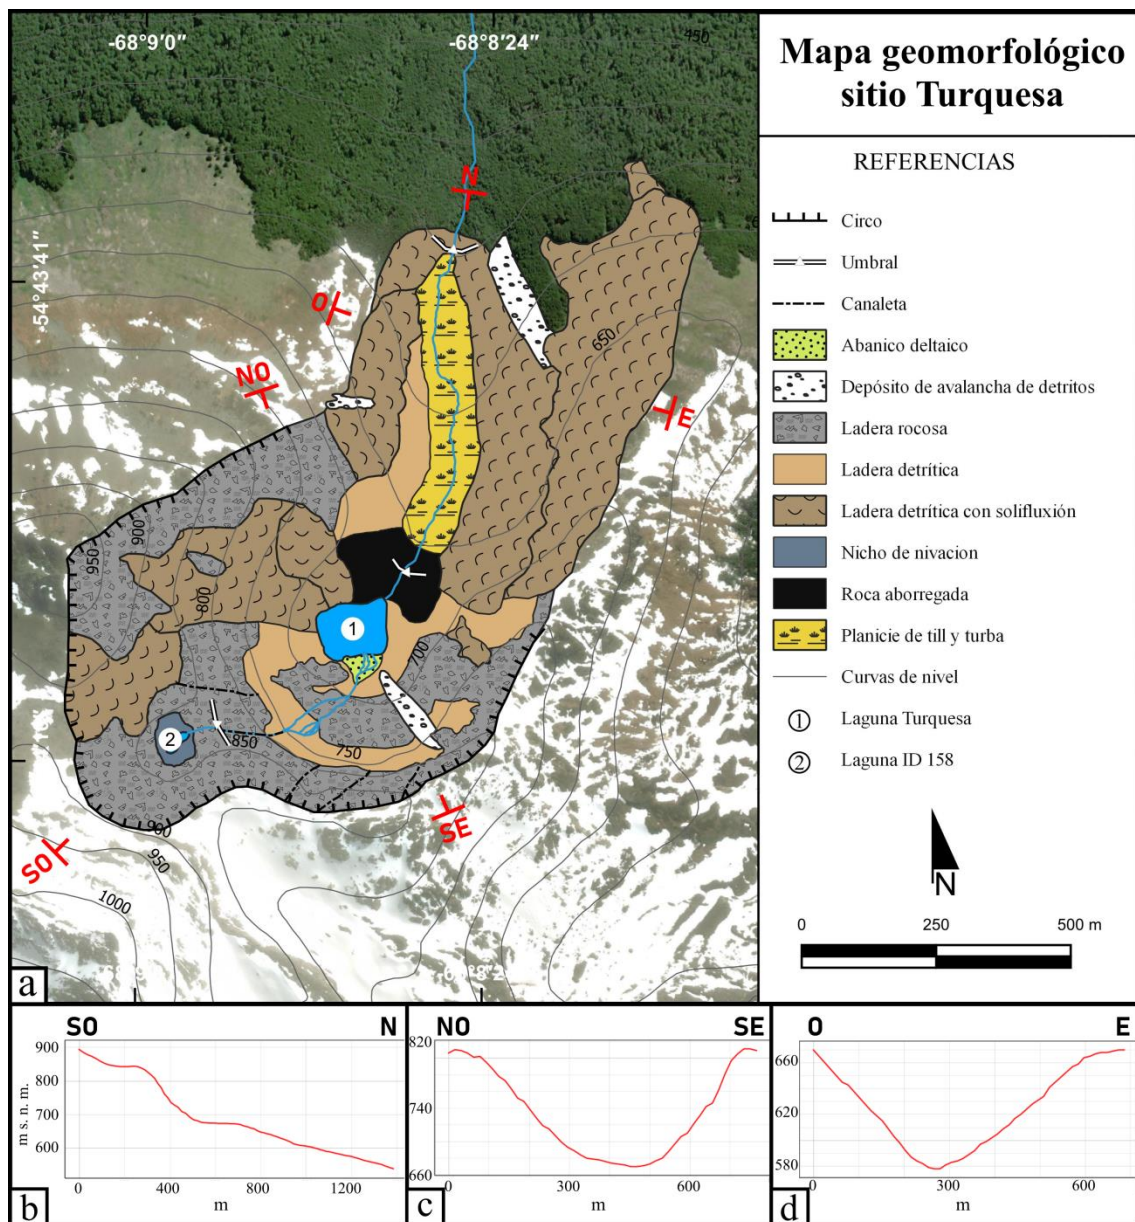 Mapa geomorfológico
sitio Turquesa
REFERENCIAS
Circo
Umbral
Canaleta
Abanico deltaico
Depósito de avalancha de detritos
Ladera rocosa
Ladera detrítica
Ladera detrítica con solifluxión
Nicho de nivacion
Roca aborregada
Planicie de till y turba
Curvas de nivel
1 Laguna Turquesa
2 Laguna ID 158
N
0 250 500 m
-68°9′0″ -68°8′24″
450
-54°43′41″
N
O
NO
650
E
900
950
800
1
700
2
850
750
SE
SO
900
950
1000
a
SO N
900
800
700
600
m s. n. m.
0 400 800 1200
m
b
NO SE
820
740
660
0 300 600
m
c
O E
660
620
580
0 300 600
m
d